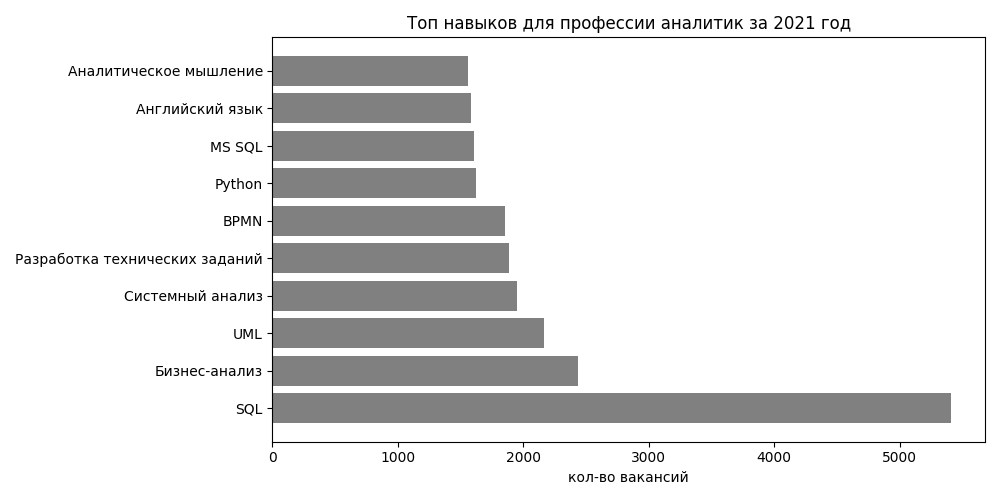 Топ навыков для профессии аналитик за 2021 год
Аналитическое мышление
Английский язык
MS SQL
Python
BPMN
Разработка технических заданий
Системный анализ
UML
Бизнес-анализ
SQL
0 1000 2000 3000 4000 5000
кол-во вакансий